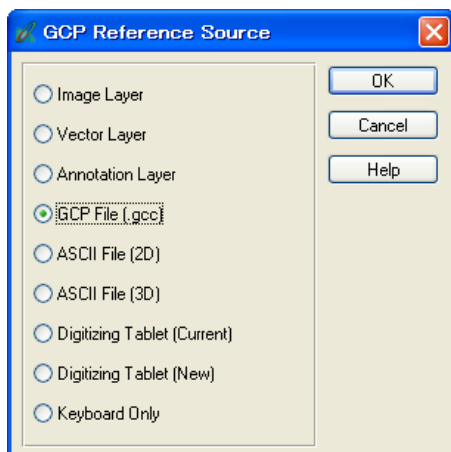 GCP Reference Source
Image Layer
Vector Layer
Annotation Layer
GCP File (.gcc)
ASCII File (2D)
ASCII File (3D)
Digitizing Tablet (Current)
Digitizing Tablet (New)
Keyboard Only
OK
Cancel
Help